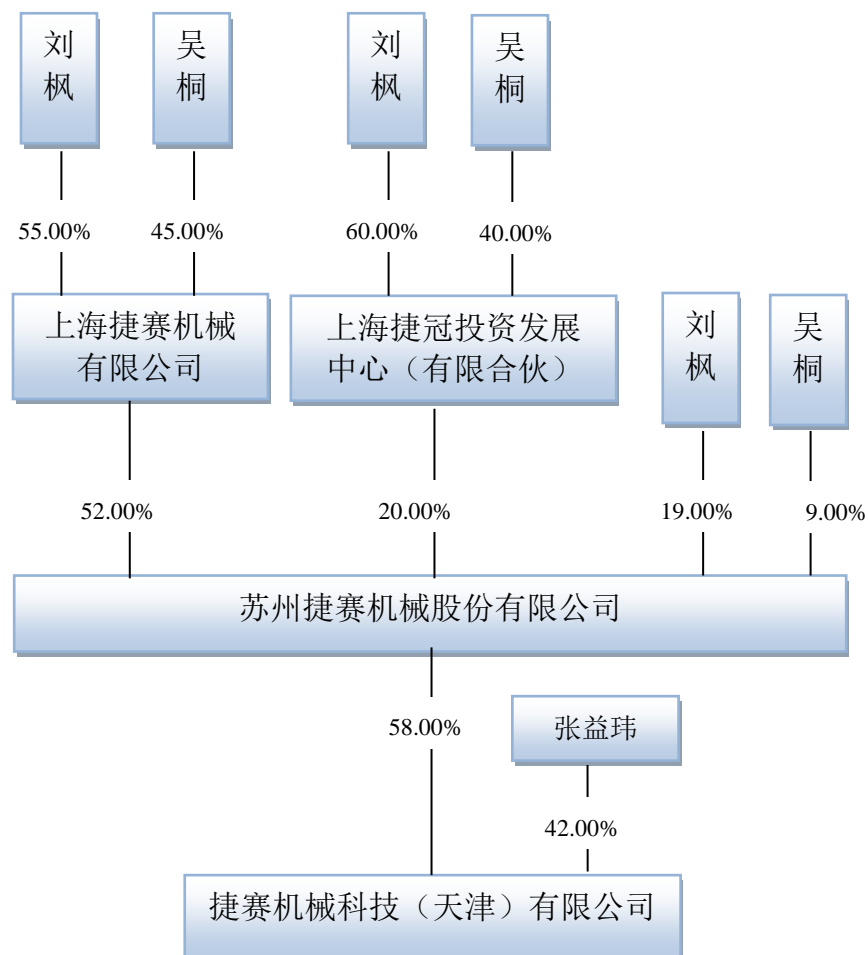 刘
枫
吴
桐
刘
枫
吴
桐
55.00%
45.00%
60.00%
40.00%
上海捷赛机械
有限公司
上海捷冠投资发展
中心（有限合伙）
刘
枫
吴
桐
52.00%
20.00%
19.00%
9.00%
苏州捷赛机械股份有限公司
58.00%
张益玮
42.00%
捷赛机械科技（天津）有限公司